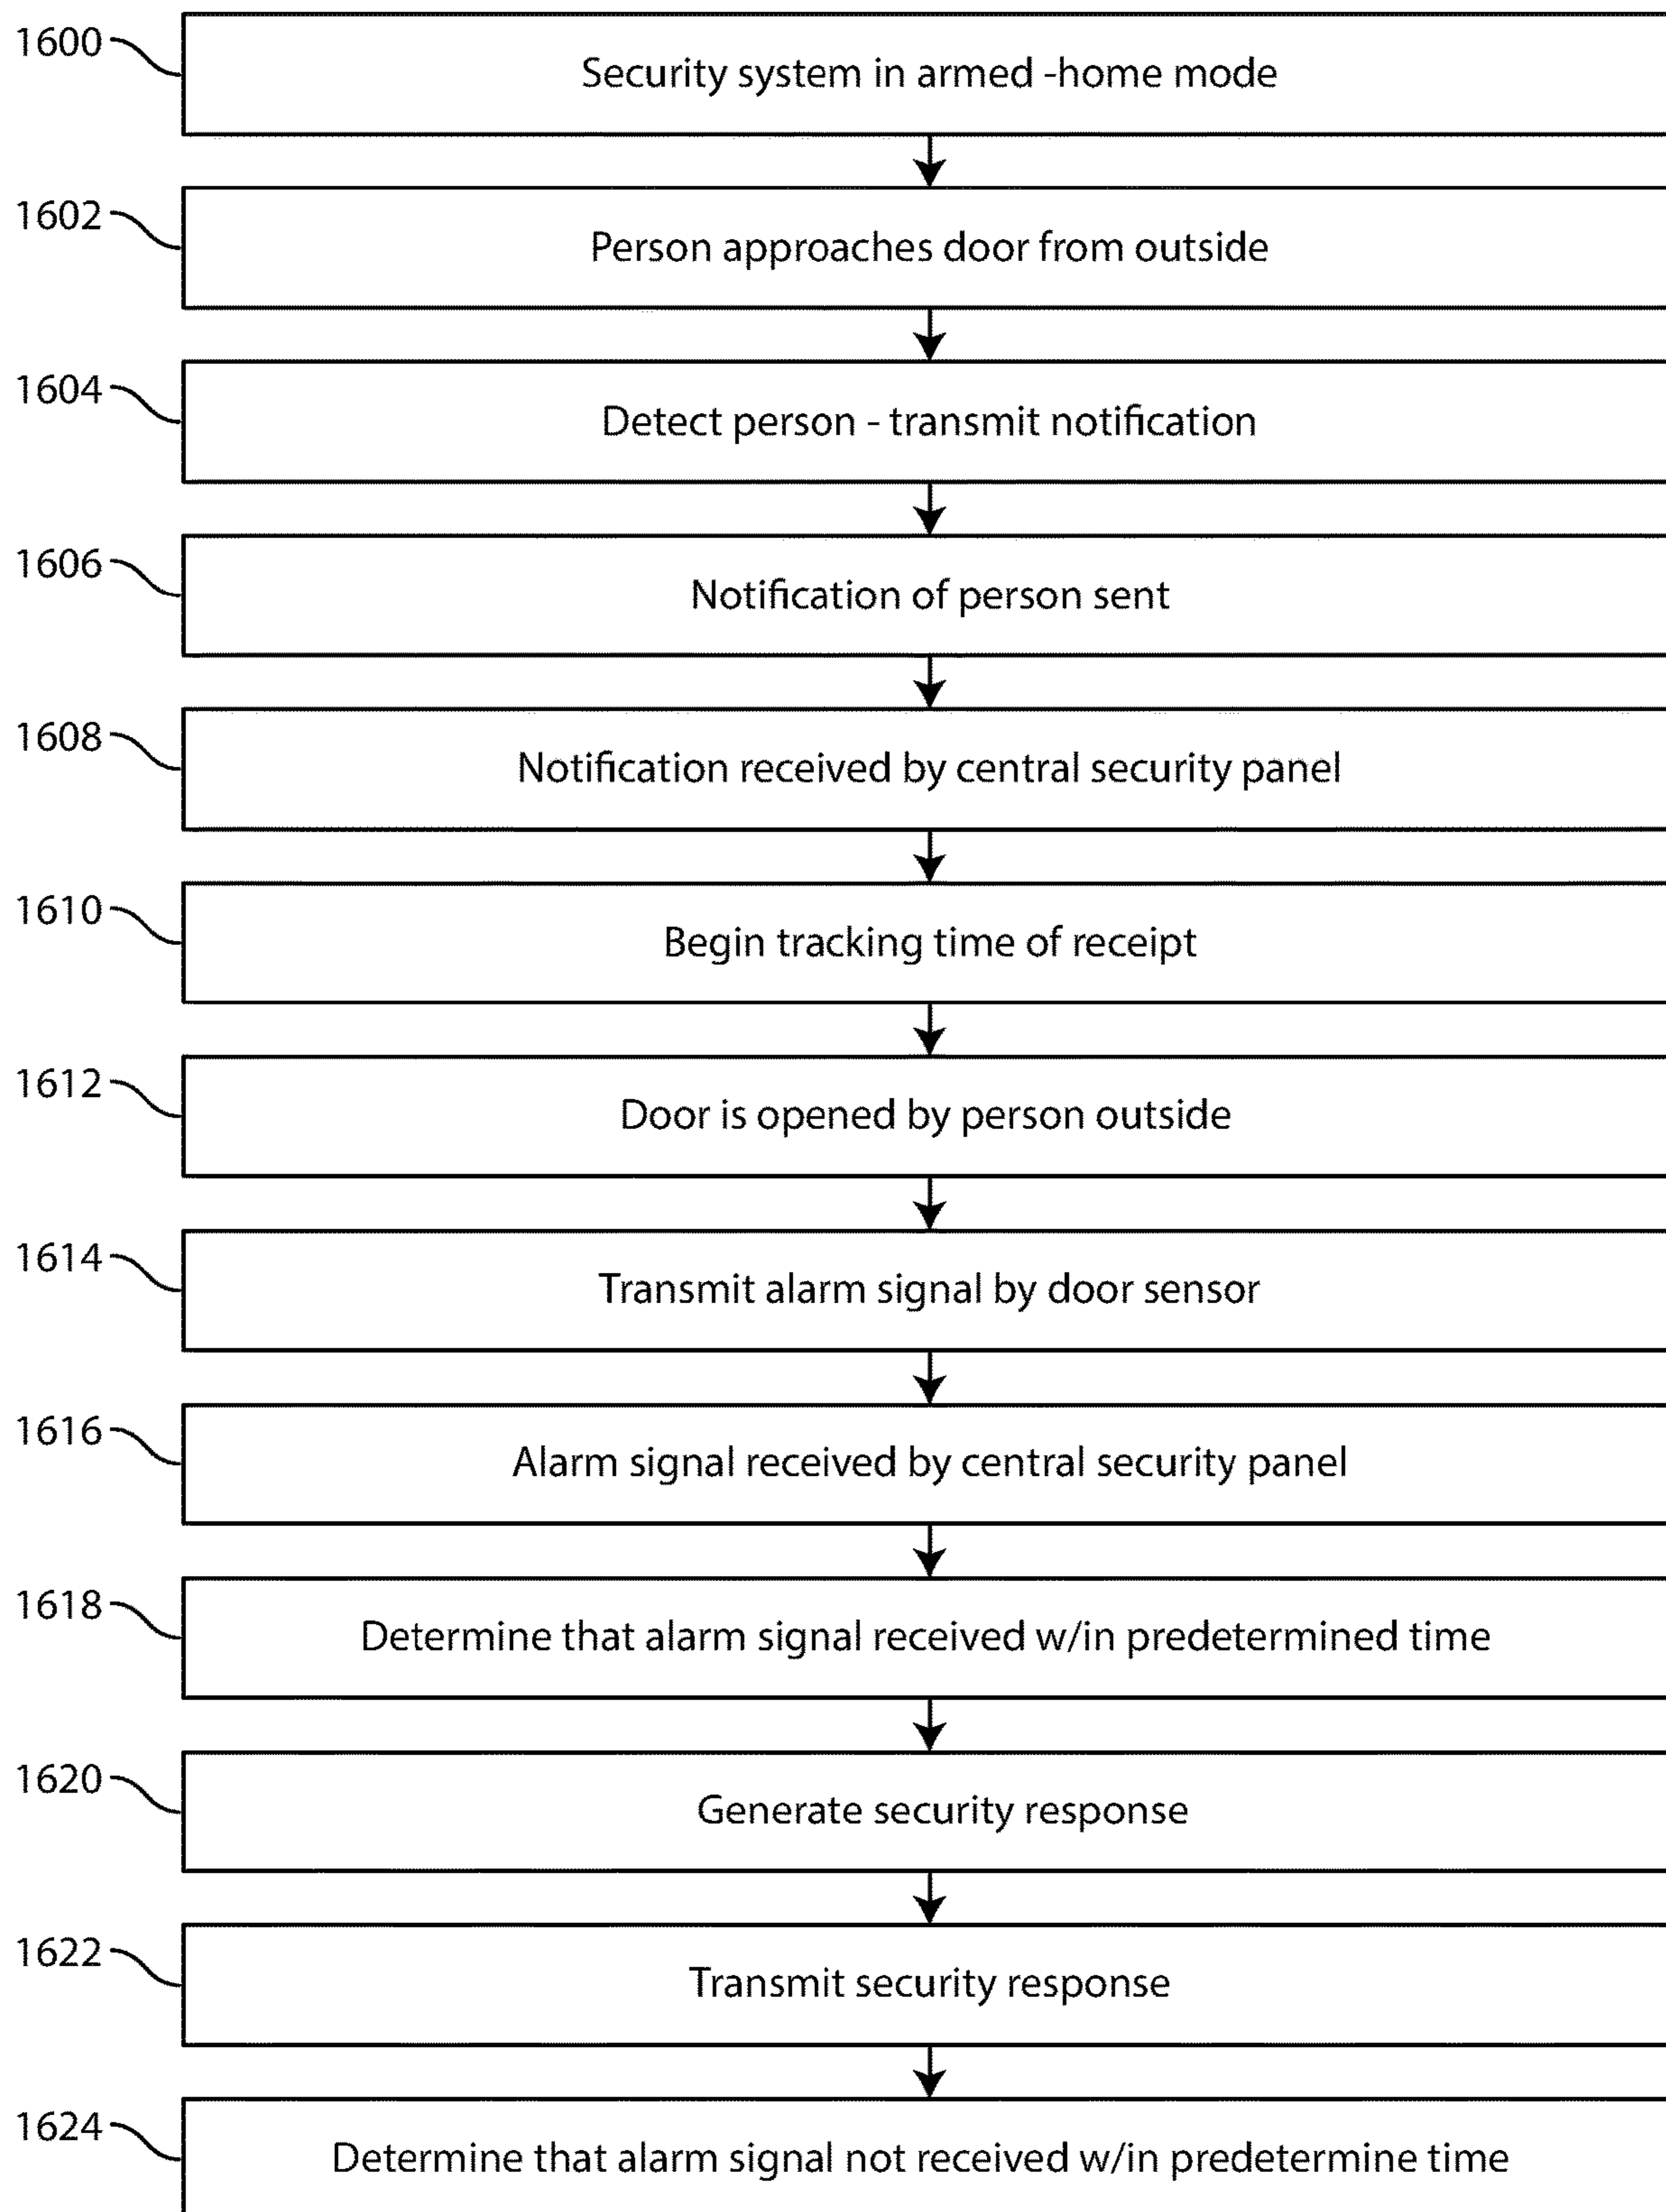 1600
Security system in armed -home mode
1602
Person approaches door from outside
1604
Detect person - transmit notification
1606
Notification of person sent
1608
Notification received by central security panel
1610
Begin tracking time of receipt
1612
Door is opened by person outside
1614
Transmit alarm signal by door sensor
1616
Alarm signal received by central security panel
1618
Determine that alarm signal received w/in predetermined time
1620
Generate security response
1622
Transmit security response
1624
Determine that alarm signal not received w/in predetermine time